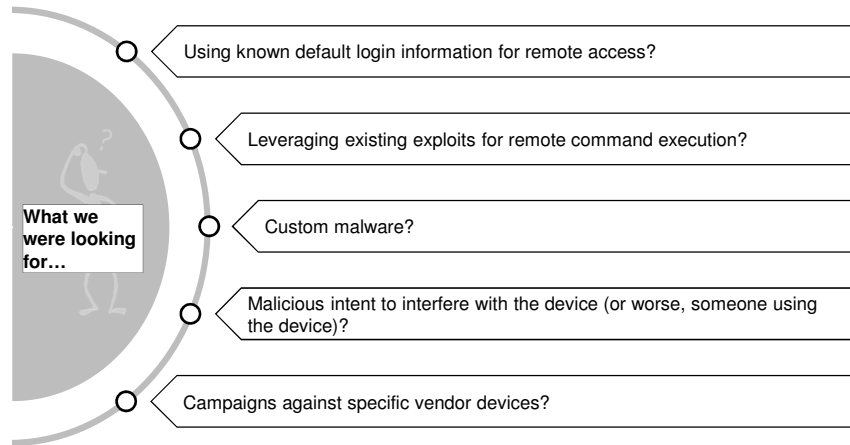 Using known default login information for remote access?
Leveraging existing exploits for remote command execution?
What we
were looking
for…
Custom malware?
Malicious intent to interfere with the device (or worse, someone using
the device)?
Campaigns against specific vendor devices?